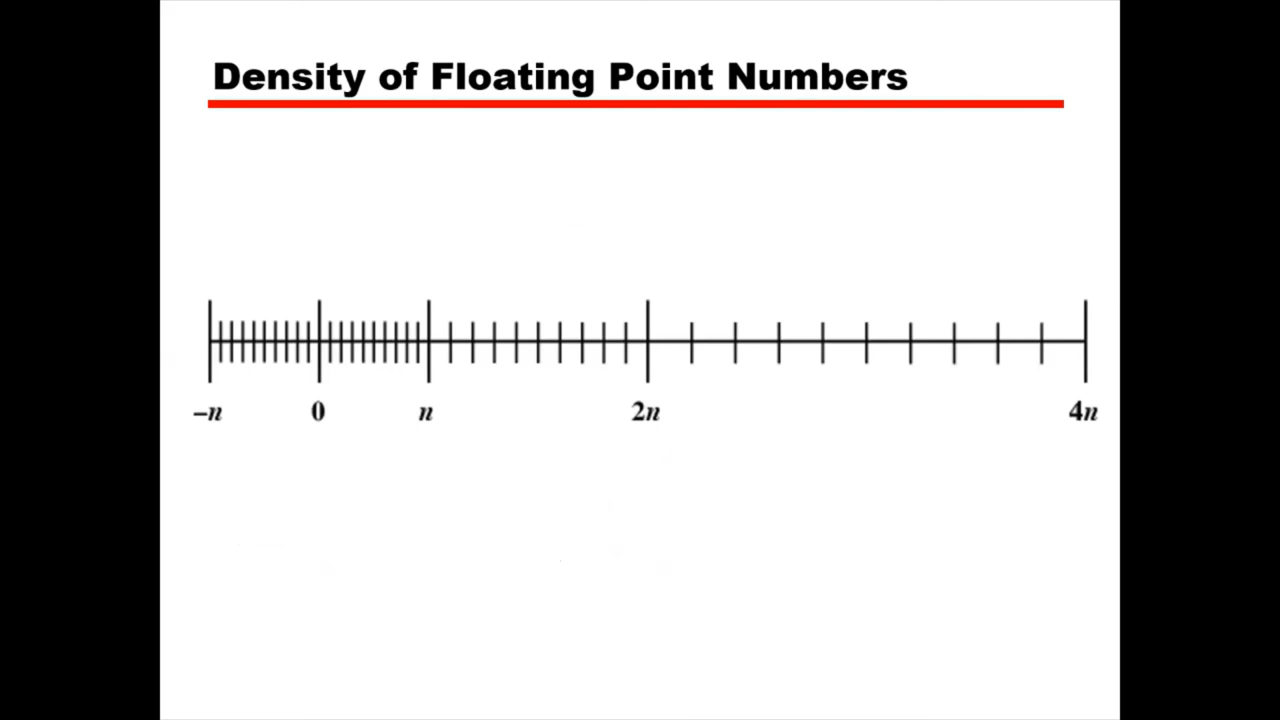 Density of Floating Point Numbers
–n 0 n 2n 4n